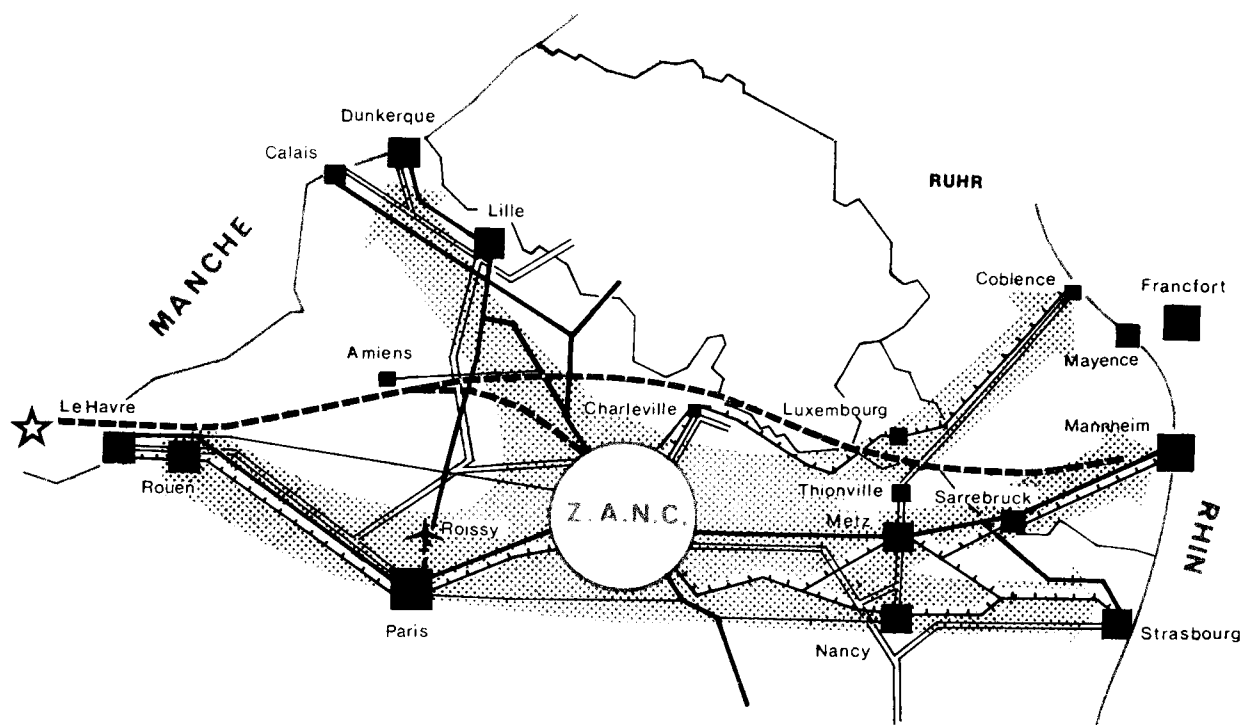 Dunkerque
Calais
RUHR
Lille
MANCHE
Coblence
Francfort
Amiens
Mayence
Le Havre
Charleville
Luxembourg
Mannheim
Rouen
Thionville
Sarrebruck
Z.A.N.C.
Metz
Roissy
RHIN
Paris
Nancy
Strasbourg